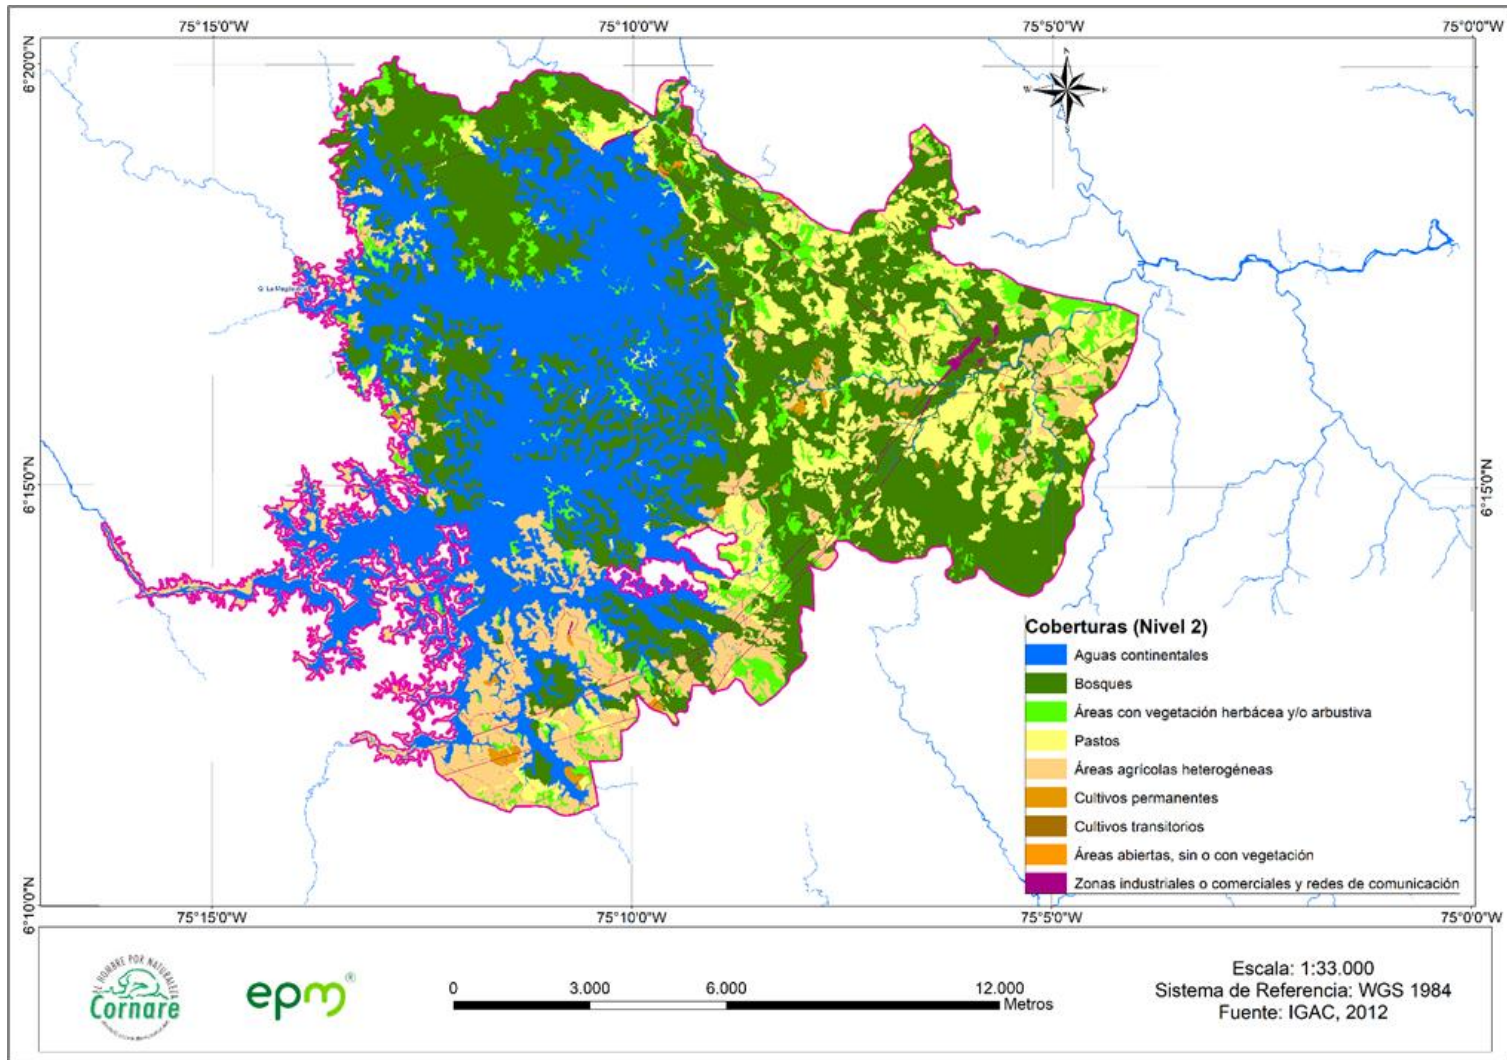 75°15'0"W 75°10'0"W 75°5'0"W 75°0'0"W
6°20'0"N
N
W E
S
6°15'0"N 6°15'0"N
Coberturas (Nivel 2)
Aguas continentales
Bosques
Áreas con vegetación herbácea y/o arbustiva
Pastos
Áreas agrícolas heterogéneas
Cultivos permanentes
Cultivos transitorios
Áreas abiertas, sin o con vegetación
Zonas industriales o comerciales y redes de comunicación
6°10'0"N
75°15'0"W 75°10'0"W 75°5'0"W 75°0'0"W
EL HOMBRE POR NATURALEZA
Cornare
epm®
0 3.000 6.000 12.000
Metros
Escala: 1:33.000
Sistema de Referencia: WGS 1984
Fuente: IGAC, 2012